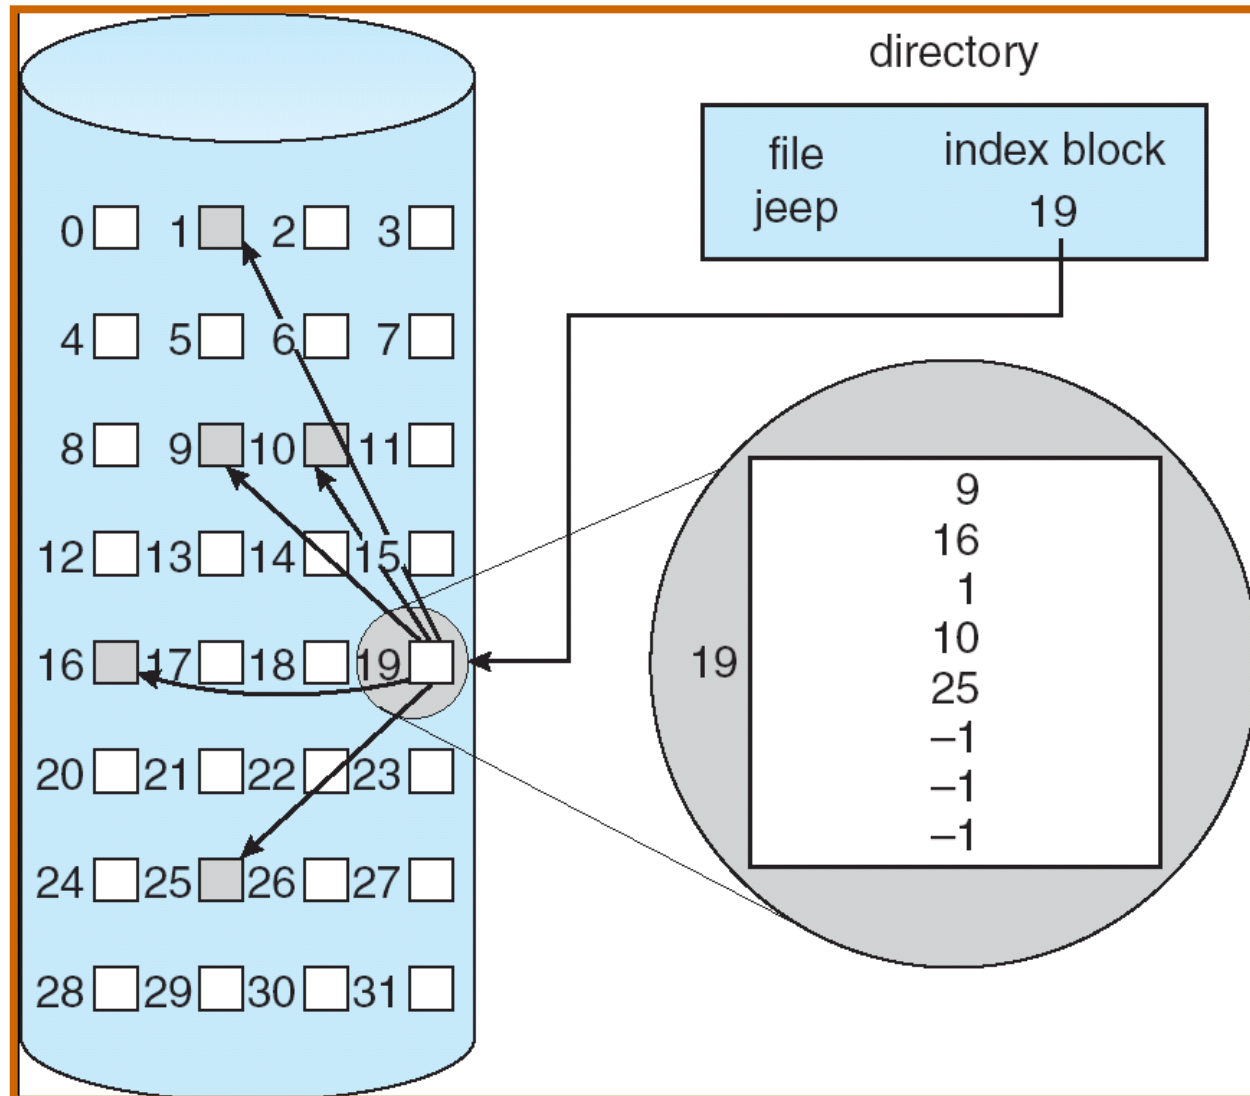 directory
file index block
jeep 19
0 1 2 3
4 5 6 7
8 9 10 11
12 13 14 15
16 17 18 19
20 21 22 23
24 25 26 27
28 29 30 31
19
9
16
1
10
25
–1
–1
–1